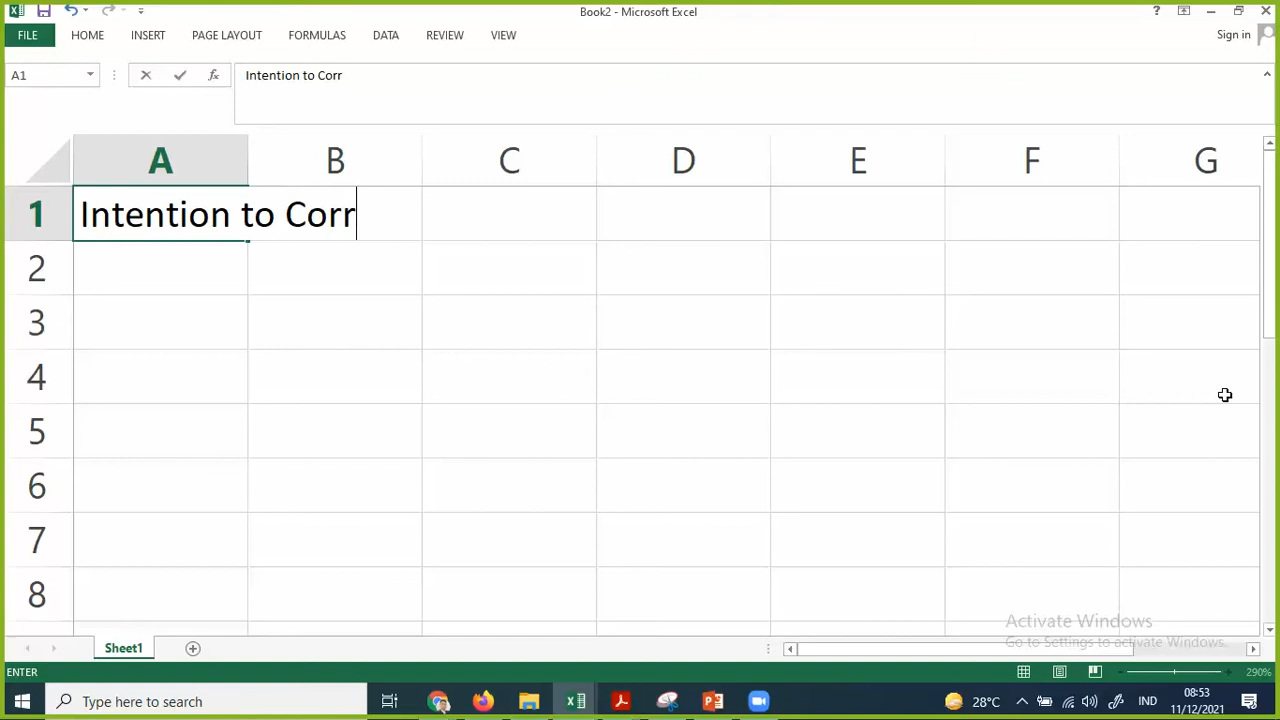 Book2 - Microsoft Excel
?
FILE HOME INSERT PAGE LAYOUT FORMULAS DATA REVIEW VIEW Sign in
A1 fx Intention to Corr
A B C D E F G
1 Intention to Corr
2
3
4
5
6
7
8
Activate Windows
Go to Settings to activate Windows.
Sheet1
ENTER 290%
Type here to search 28°C IND 08:53
11/12/2021